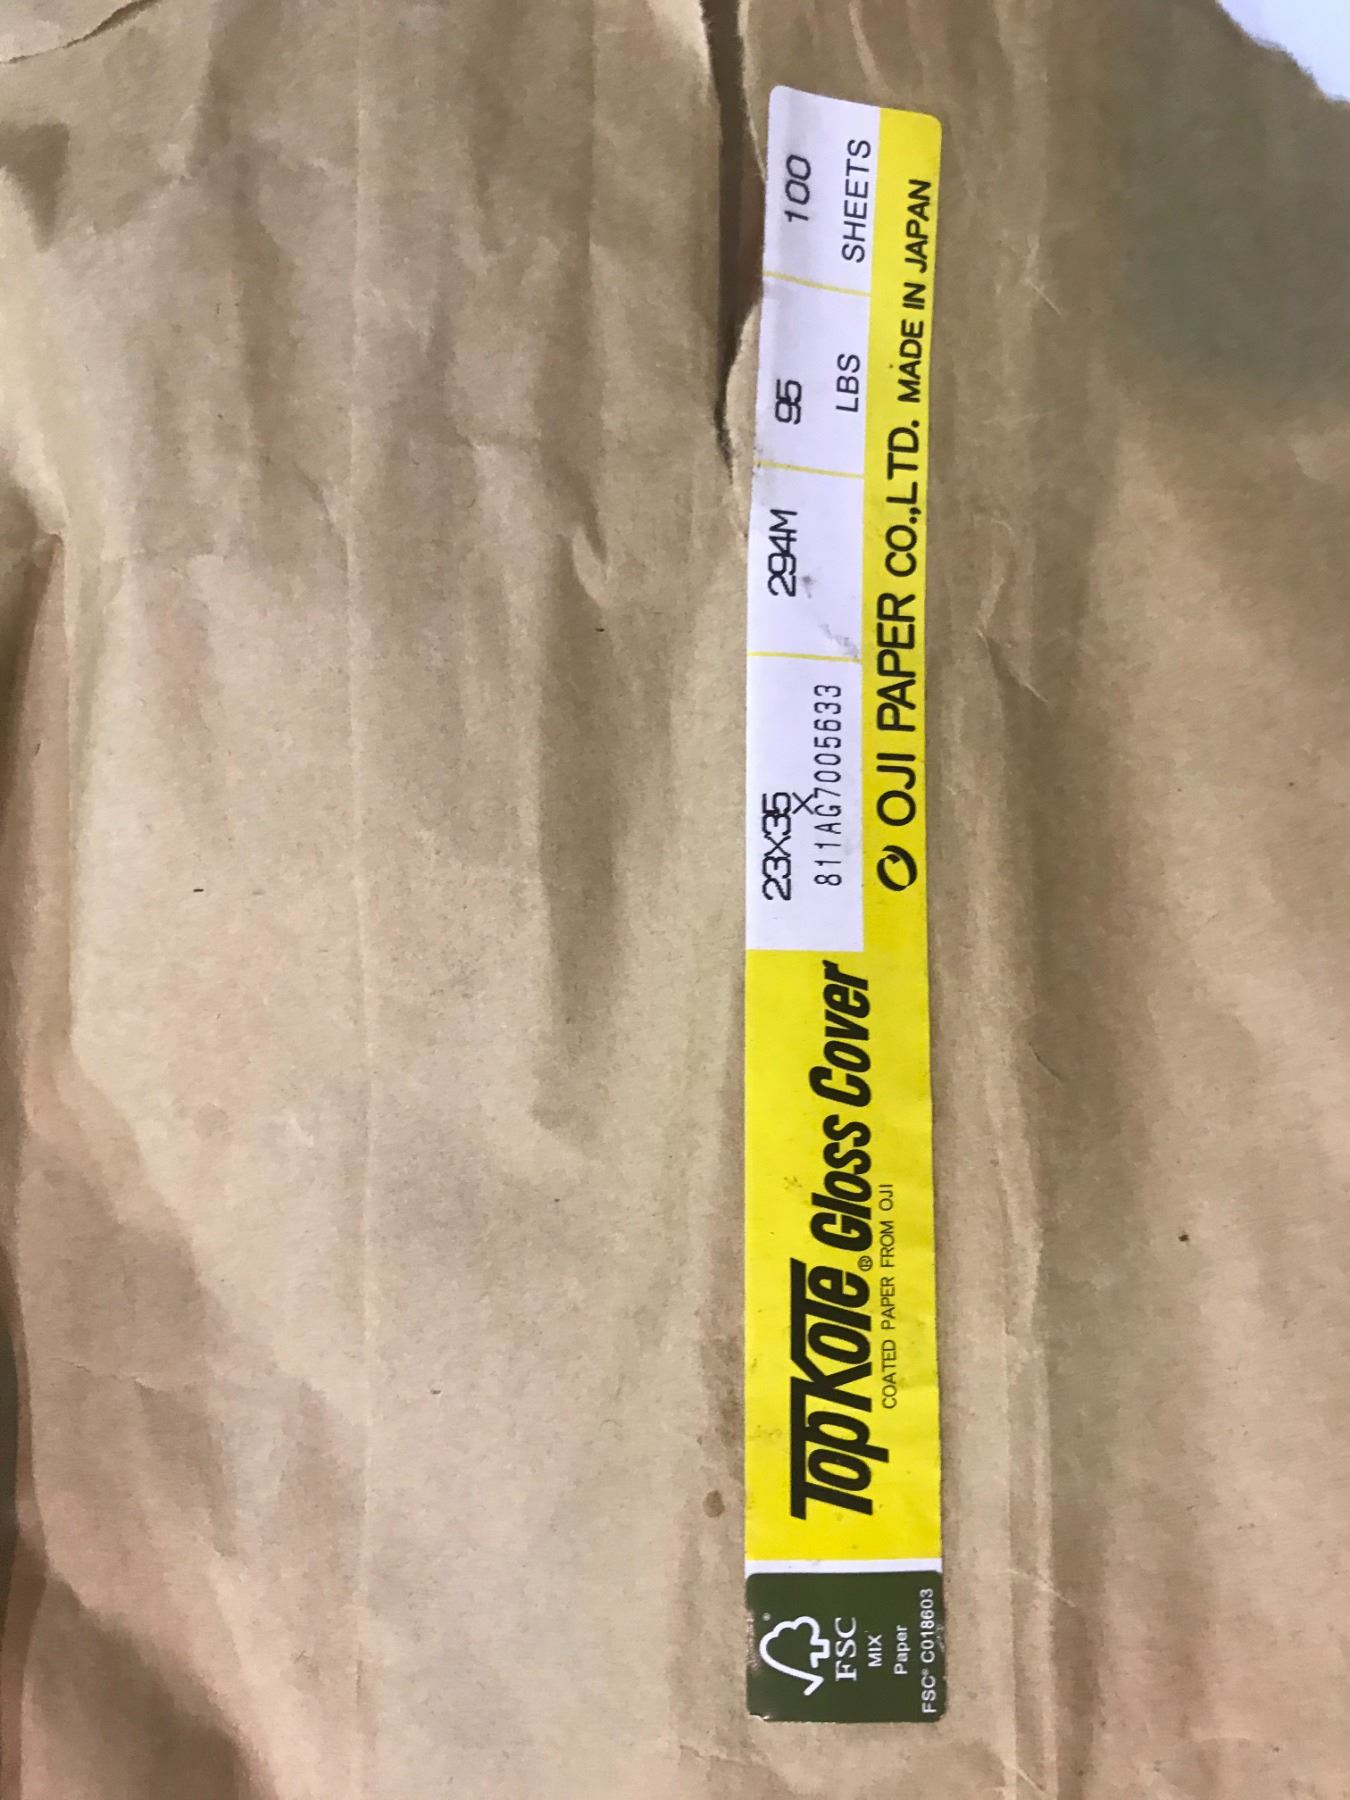 FSC
MIX
Paper
FSC® C018603
TopKote® Gloss Cover
COATED PAPER FROM OJI
23X35 294M 95 100
X
811AG7005633
LBS SHEETS
OJI PAPER CO.,LTD. MADE IN JAPAN